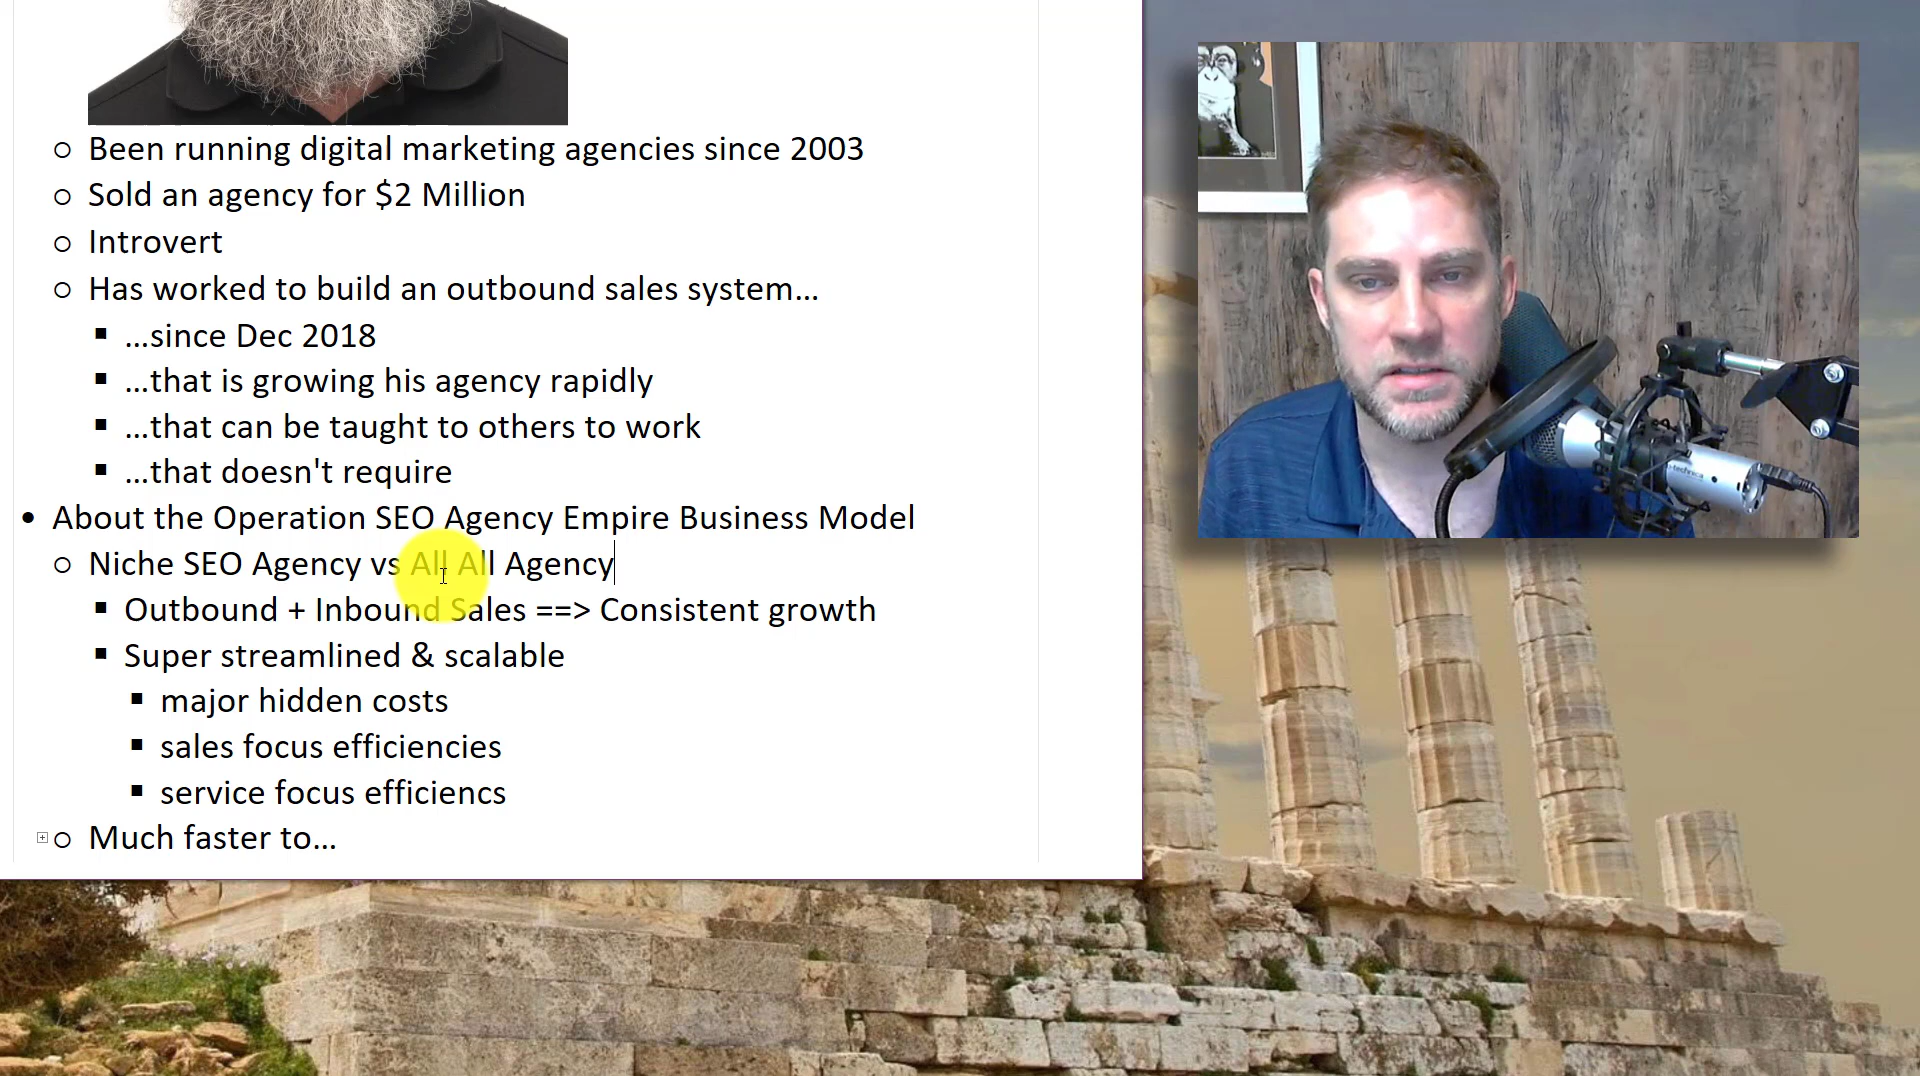 Been running digital marketing agencies since 2003
Sold an agency for $2 Million
Introvert
Has worked to build an outbound sales system...
...since Dec 2018
...that is growing his agency rapidly
...that can be taught to others to work
...that doesn't require
About the Operation SEO Agency Empire Business Model
Niche SEO Agency vs All All Agency
Outbound + Inbound Sales ==> Consistent growth
Super streamlined & scalable
major hidden costs
sales focus efficiencies
service focus efficiencs
Much faster to...